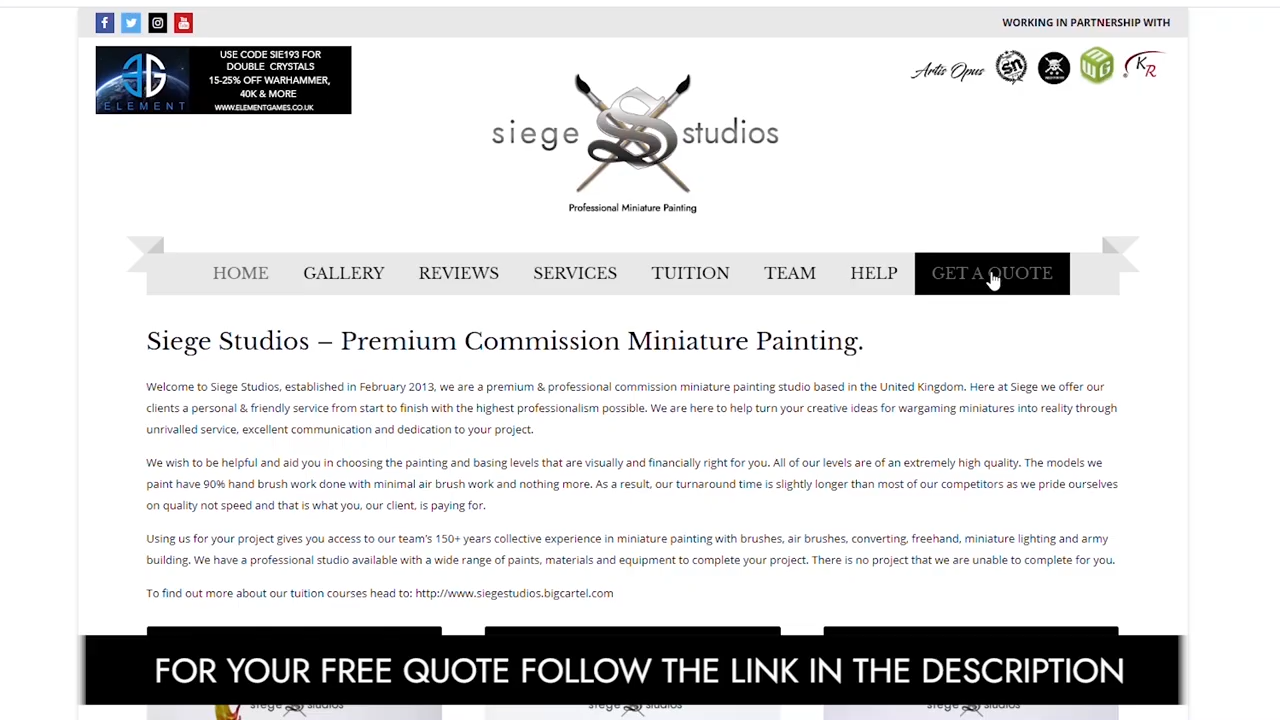 WORKING IN PARTNERSHIP WITH
USE CODE SIE193 FOR
DOUBLE CRYSTALS
15-25% OFF WARHAMMER,
40K & MORE
WWW.ELEMENTGAMES.CO.UK
ELEMENT
Artis Opus
KR
siege studios
Professional Miniature Painting
HOME GALLERY REVIEWS SERVICES TUITION TEAM HELP GET A QUOTE
Siege Studios – Premium Commission Miniature Painting.
Welcome to Siege Studios, established in February 2013, we are a premium & professional commission miniature painting studio based in the United Kingdom. Here at Siege we offer our
clients a personal & friendly service from start to finish with the highest professionalism possible. We are here to help turn your creative ideas for wargaming miniatures into reality through
unrivalled service, excellent communication and dedication to your project.
We wish to be helpful and aid you in choosing the painting and basing levels that are visually and financially right for you. All of our levels are of an extremely high quality. The models we
paint have 90% hand brush work done with minimal air brush work and nothing more. As a result, our turnaround time is slightly longer than most of our competitors as we pride ourselves
on quality not speed and that is what you, our client, is paying for.
Using us for your project gives you access to our team's 150+ years collective experience in miniature painting with brushes, air brushes, converting, freehand, miniature lighting and army
building. We have a professional studio available with a wide range of paints, materials and equipment to complete your project. There is no project that we are unable to complete for you.
To find out more about our tuition courses head to: http://www.siegestudios.bigcartel.com
FOR YOUR FREE QUOTE FOLLOW THE LINK IN THE DESCRIPTION